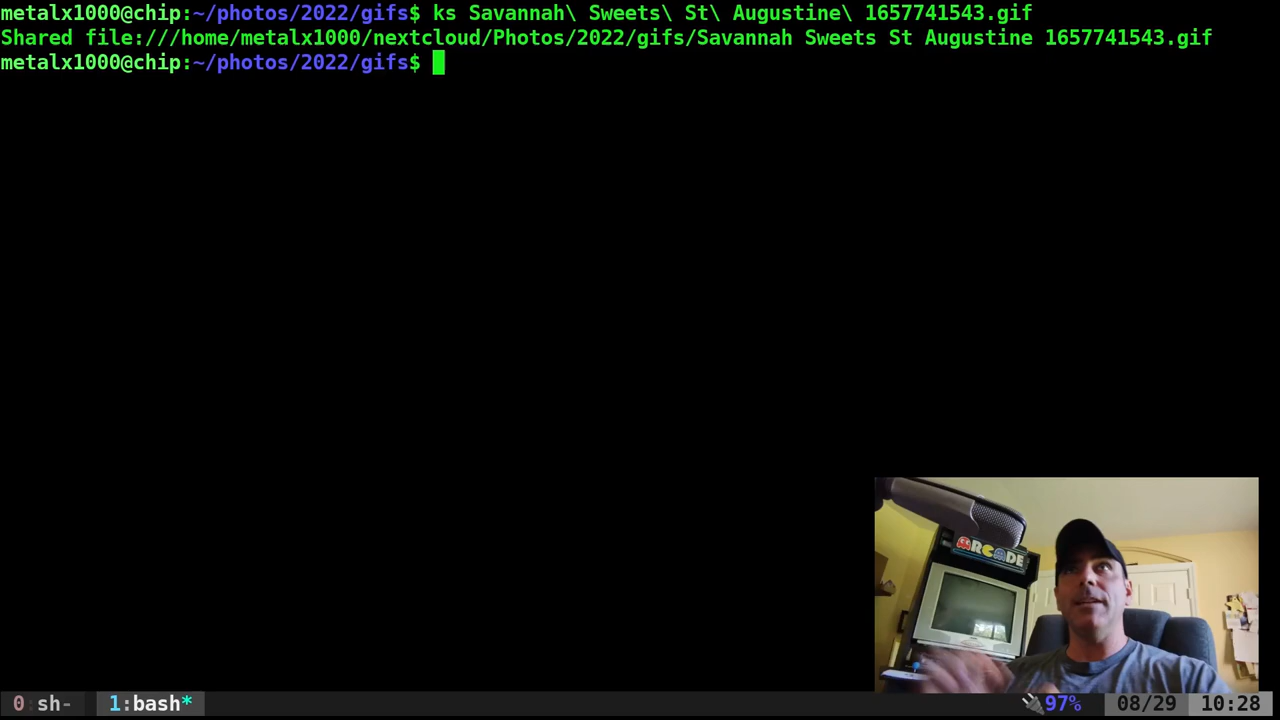 metalx1000@chip:~/photos/2022/gifs$ ks Savannah\ Sweets\ St\ Augustine\ 1657741543.gif
Shared file:///home/metalx1000/nextcloud/Photos/2022/gifs/Savannah Sweets St Augustine 1657741543.gif
metalx1000@chip:~/photos/2022/gifs$
ARCADE
0 sh- 1:bash* 97% 08/29 10:28